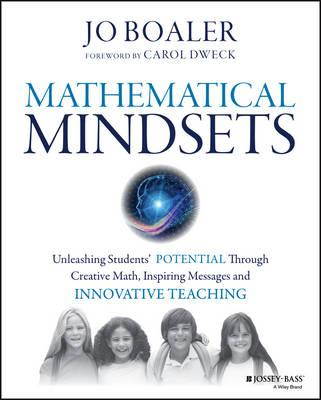 JO BOALER
FOREWORD BY CAROL DWECK
MATHEMATICAL
MINDSETS
Unleashing Students' POTENTIAL Through
Creative Math, Inspiring Messages and
INNOVATIVE TEACHING
JOSSEY-BASS™
A Wiley Brand